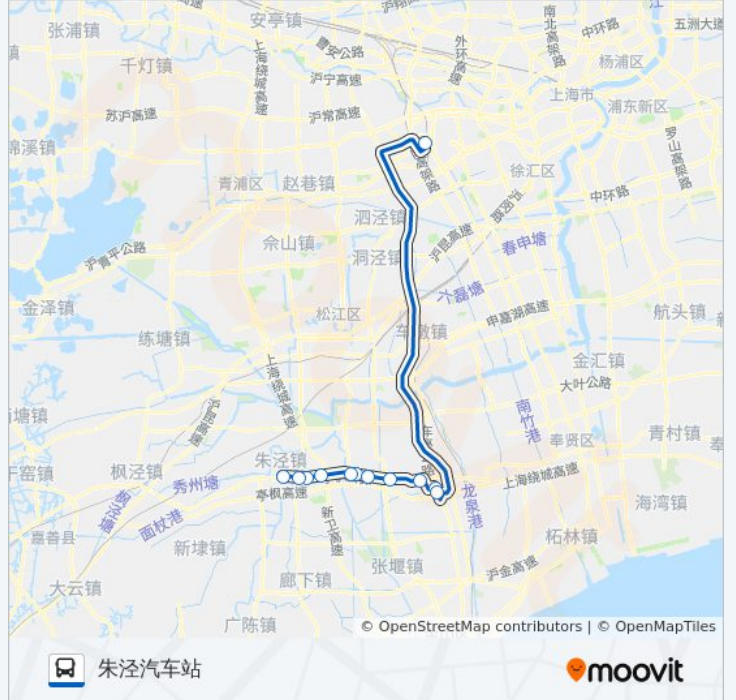 张浦镇
安亭镇
千灯镇
曹安公路
外环高速
南北高架路
中环路
五洲大道
杨浦区
上海绕城高速
沪宁高速
苏沪高速
沪常高速
上海市
浦东新区
锦溪镇
罗山高架路
青浦区
赵巷镇
徐汇区
高架路
中环路
沪闵路
泗泾镇
佘山镇
沪昆高速
春申塘
沪青平公路
洞泾镇
金泽镇
松江区
申嘉湖高速
航头镇
练塘镇
车墩镇
金汇镇
上海绕城高速
大叶公路
沪昆高速
南竹港
奉贤区
青村镇
朱泾镇
枫泾镇
秀州塘
亭枫高速
上海绕城高速
龙泉港
海湾镇
面杖港
新卫高速
嘉善县
新埭镇
柘林镇
张堰镇
沪金高速
廊下镇
大云镇
广陈镇
© OpenStreetMap contributors | © OpenMapTiles
朱泾汽车站
moovit